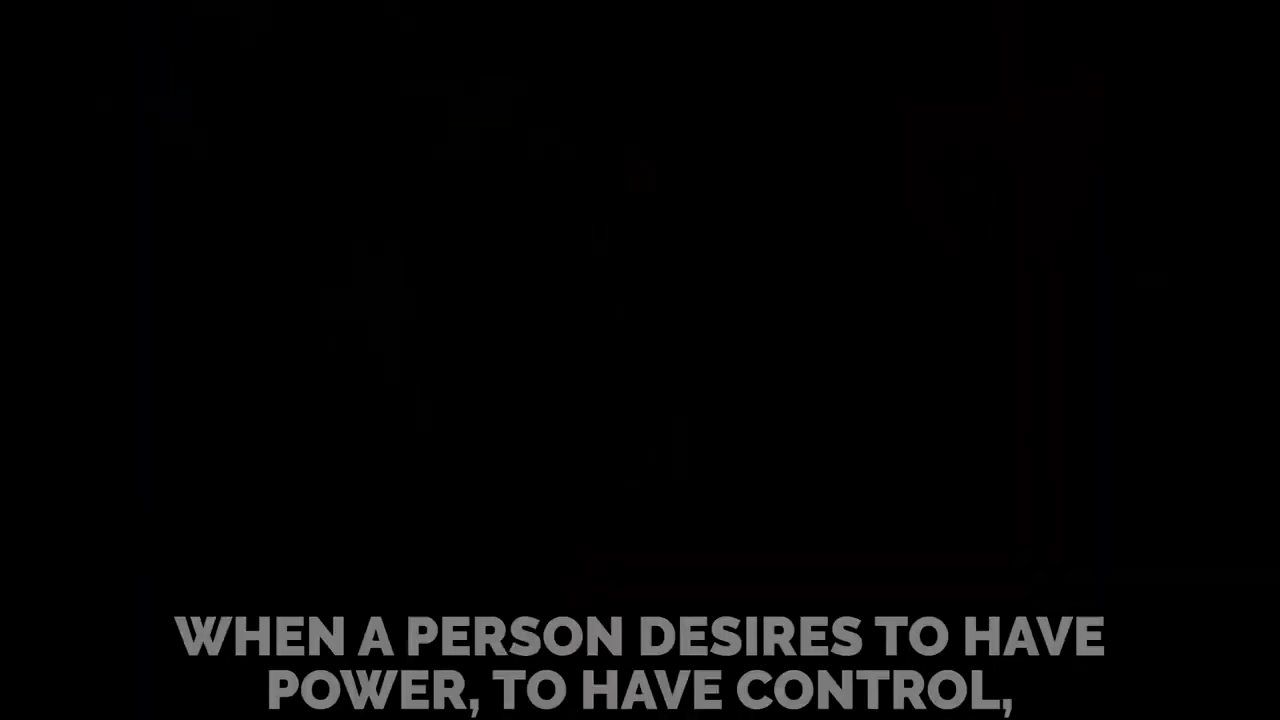 WHEN A PERSON DESIRES TO HAVE
POWER, TO HAVE CONTROL,